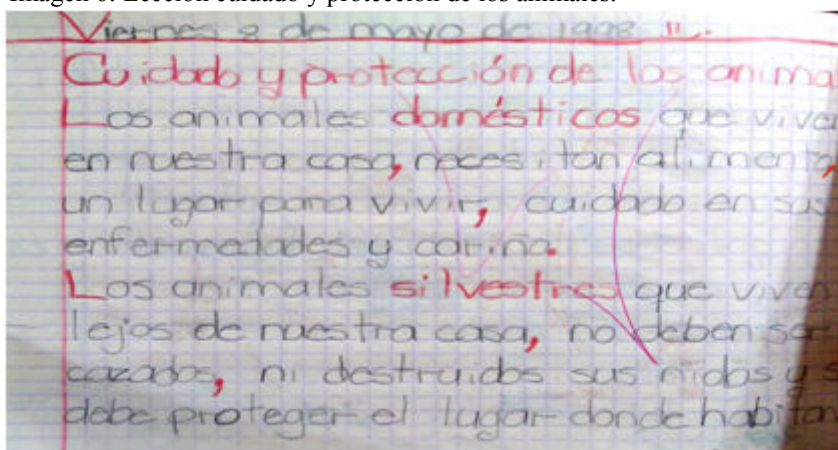 Imagen 6. Lección cuidado y protección de los animales.
Viernes 8 de mayo de 1998
Cuidado y protección de los animal
Los animales domésticos que viven
en nuestra casa, necesitan alimento,
un lugar para vivir, cuidado en sus
enfermedades y cariño.
Los animales silvestres que viven
lejos de nuestra casa, no deben ser
cazados, ni destruidos sus nidos y s
debe proteger el lugar donde habitan